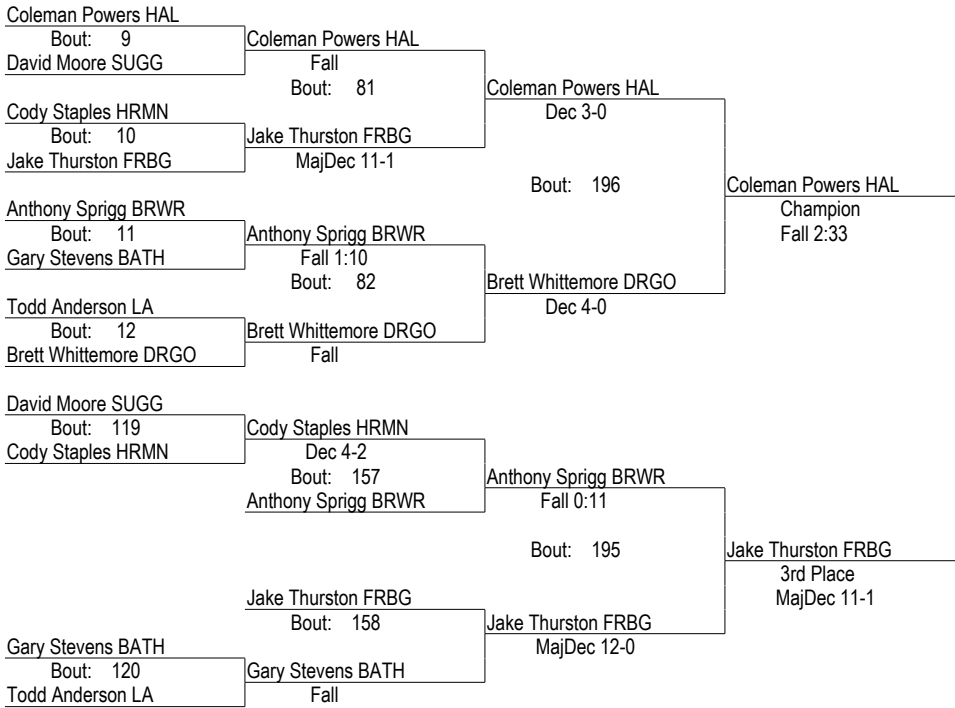 Coleman Powers HAL
Bout: 9
Coleman Powers HAL
David Moore SUGG
Fall
Bout: 81
Coleman Powers HAL
Cody Staples HRMN
Dec 3-0
Bout: 10
Jake Thurston FRBG
Jake Thurston FRBG
MajDec 11-1
Bout: 196
Coleman Powers HAL
Anthony Sprigg BRWR
Champion
Bout: 11
Anthony Sprigg BRWR
Fall 2:33
Gary Stevens BATH
Fall 1:10
Bout: 82
Brett Whittemore DRGO
Todd Anderson LA
Dec 4-0
Bout: 12
Brett Whittemore DRGO
Brett Whittemore DRGO
Fall
David Moore SUGG
Bout: 119
Cody Staples HRMN
Cody Staples HRMN
Dec 4-2
Bout: 157
Anthony Sprigg BRWR
Anthony Sprigg BRWR
Fall 0:11
Bout: 195
Jake Thurston FRBG
3rd Place
Jake Thurston FRBG
MajDec 11-1
Bout: 158
Jake Thurston FRBG
Gary Stevens BATH
MajDec 12-0
Bout: 120
Gary Stevens BATH
Todd Anderson LA
Fall